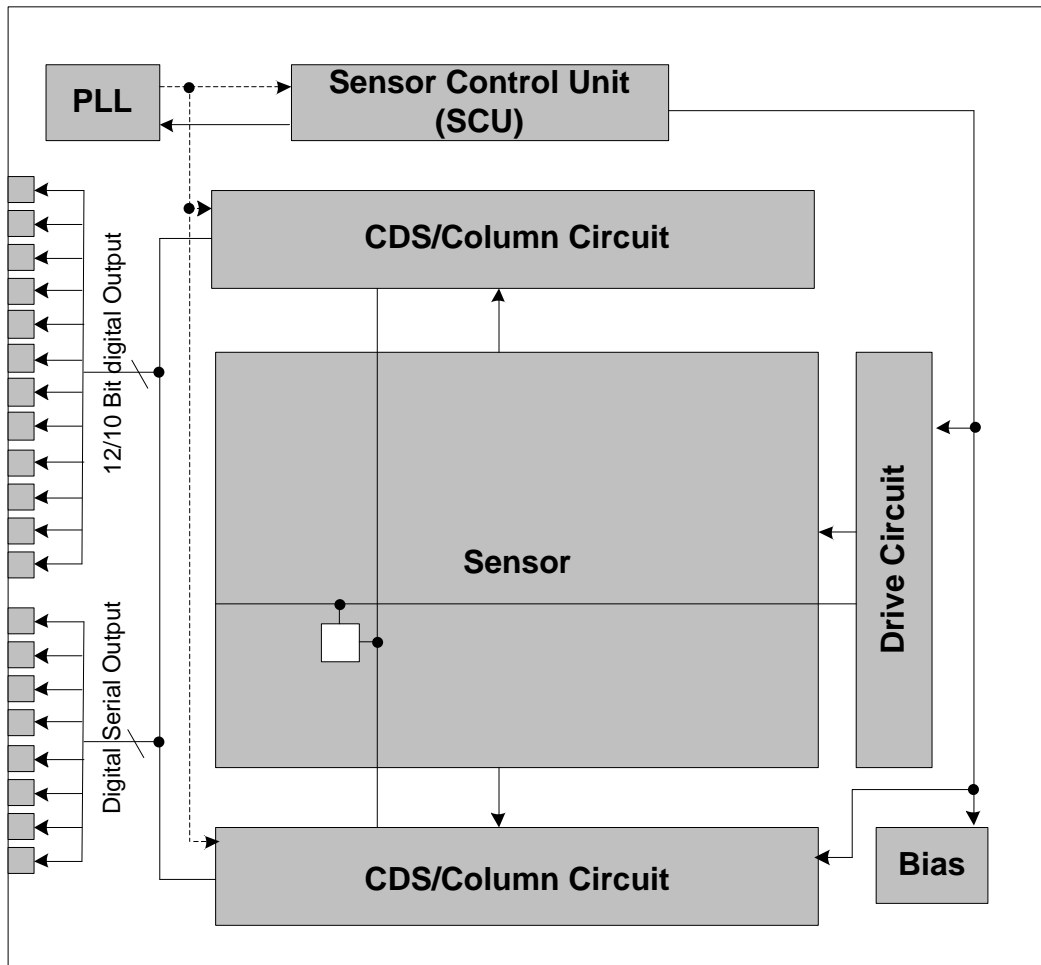 PLL
Sensor Control Unit
(SCU)
CDS/Column Circuit
12/10 Bit digital Output
Sensor
Drive Circuit
Digital Serial Output
CDS/Column Circuit
Bias